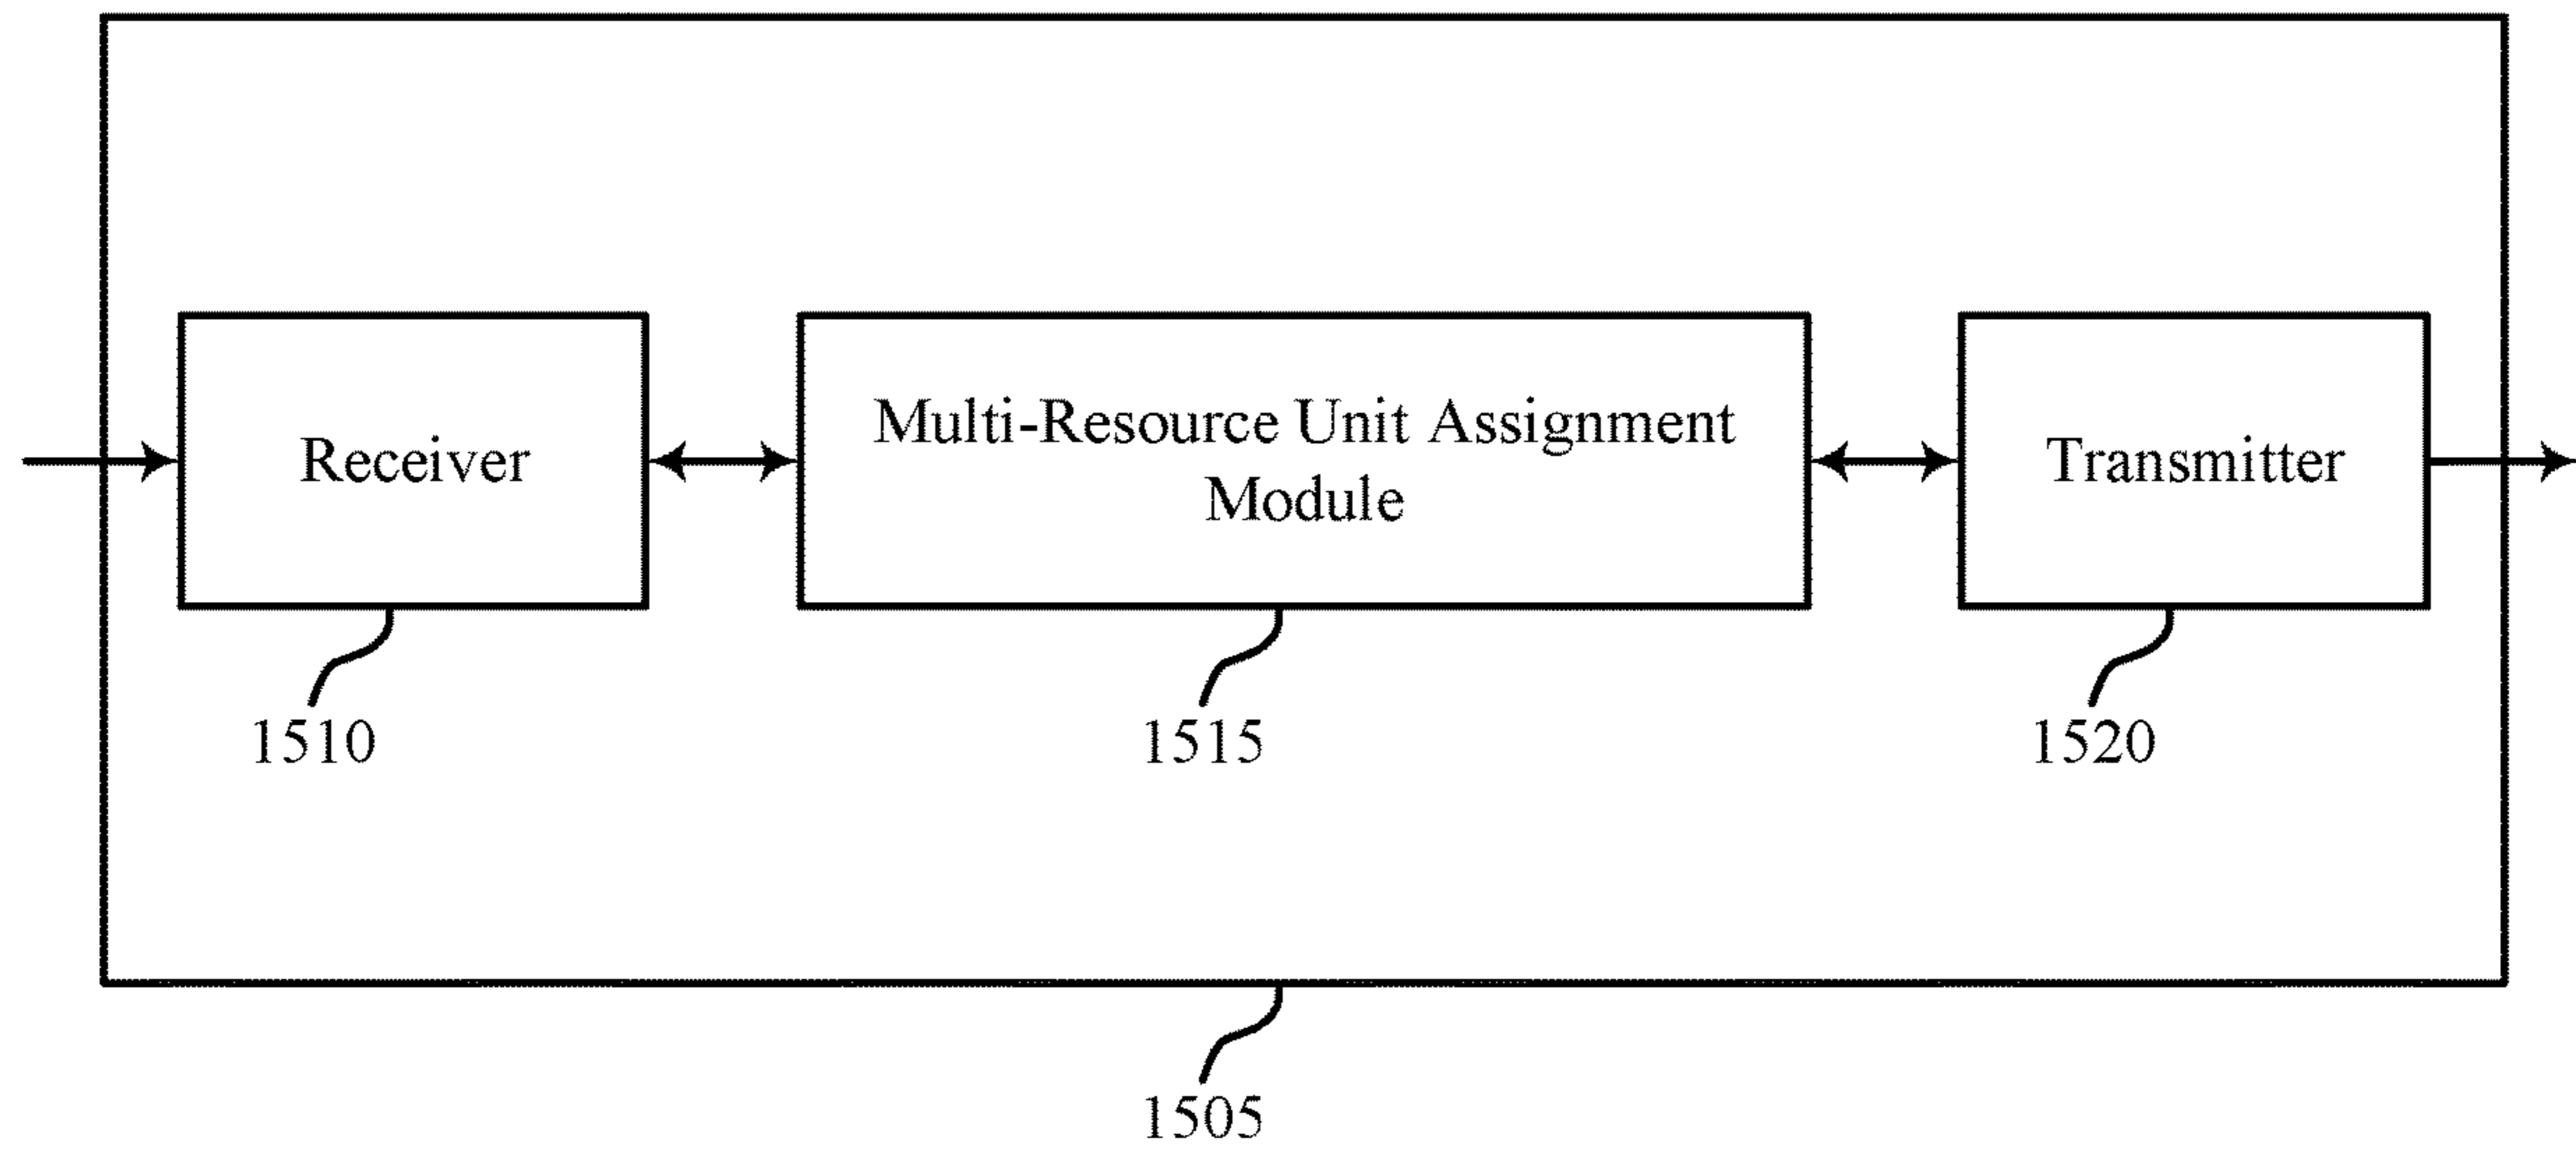 Receiver
Multi-Resource Unit Assignment
Module
Transmitter
1510
1515
1520
1505